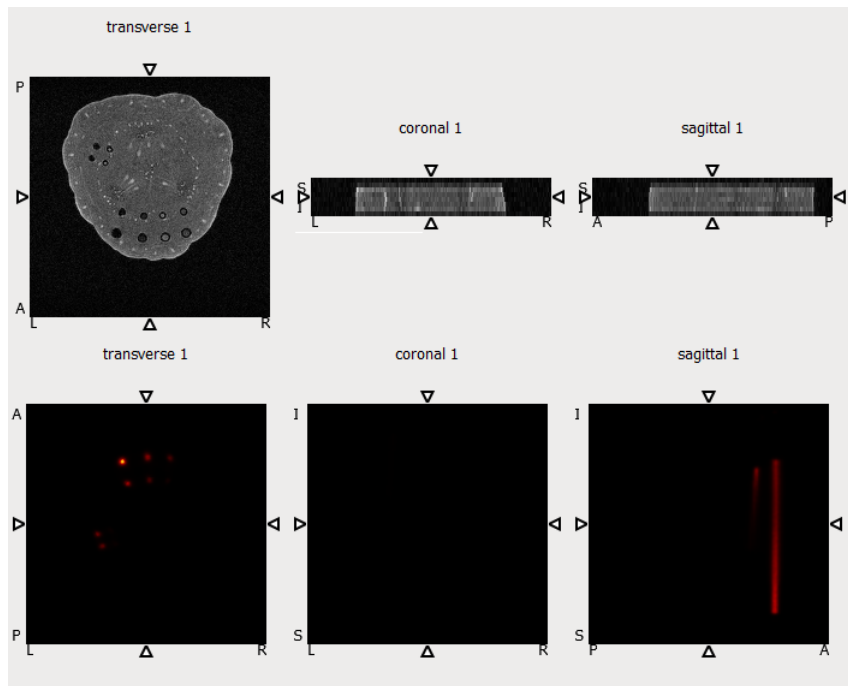 transverse 1
P
A
L R
coronal 1
S
I
L R
sagittal 1
S
I
A P
transverse 1
A
P
L R
coronal 1
I
S
L R
sagittal 1
I
S
P A